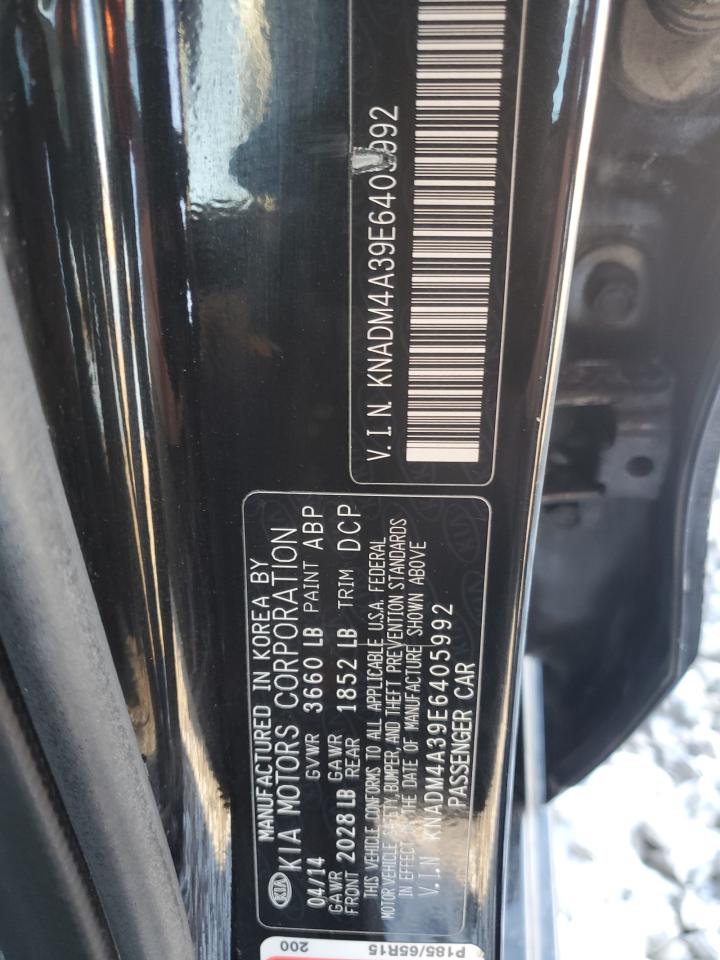 MANUFACTURED IN KOREA BY
KIA KIA MOTORS CORPORATION
04/14 GVWR 3660 LB PAINT ABP
GAWR FRONT 2028 LB GAWR REAR 1852 LB TRIM DCP
THIS VEHICLE CONFORMS TO ALL APPLICABLE U.S.A. FEDERAL
MOTOR VEHICLE SAFETY, BUMPER, AND THEFT PREVENTION STANDARDS
IN EFFECT ON THE DATE OF MANUFACTURE SHOWN ABOVE
V.I.N. KNADM4A39E6405992
PASSENGER CAR
V.I.N. KNADM4A39E6405992
P185/65R15
200